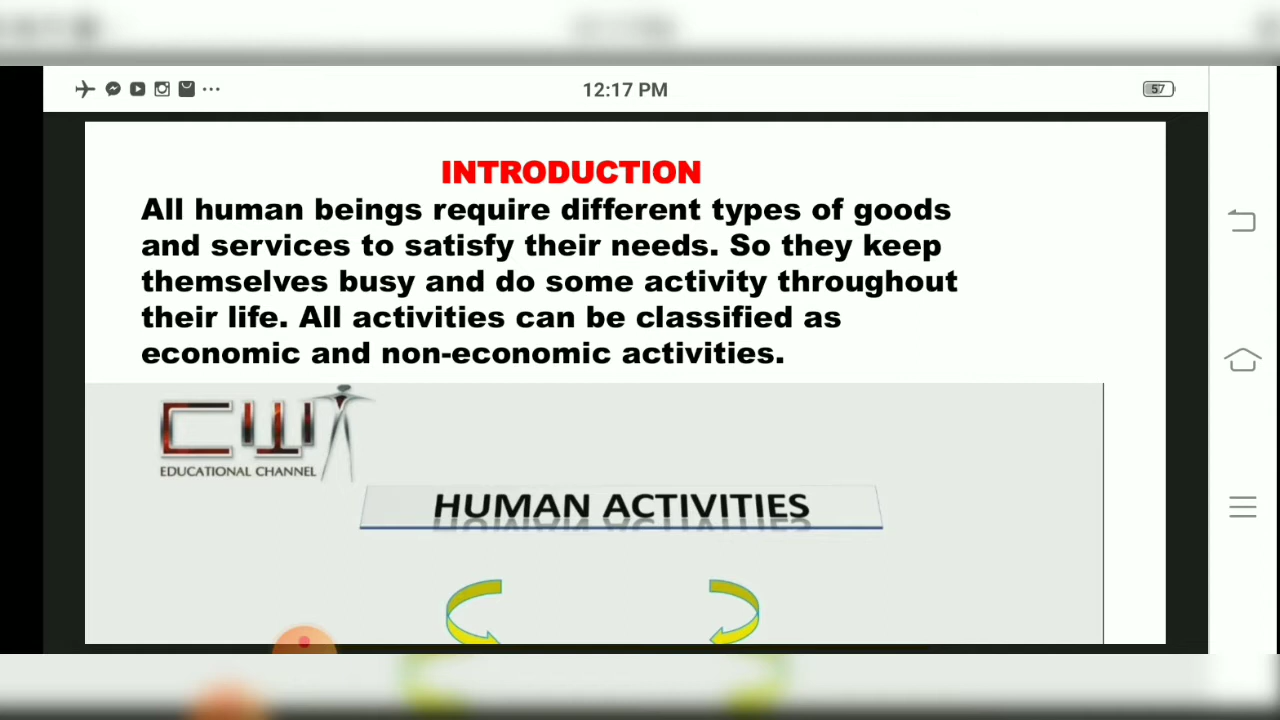 12:17 PM
57
INTRODUCTION
All human beings require different types of goods
and services to satisfy their needs. So they keep
themselves busy and do some activity throughout
their life. All activities can be classified as
economic and non-economic activities.
EDUCATIONAL CHANNEL
HUMAN ACTIVITIES